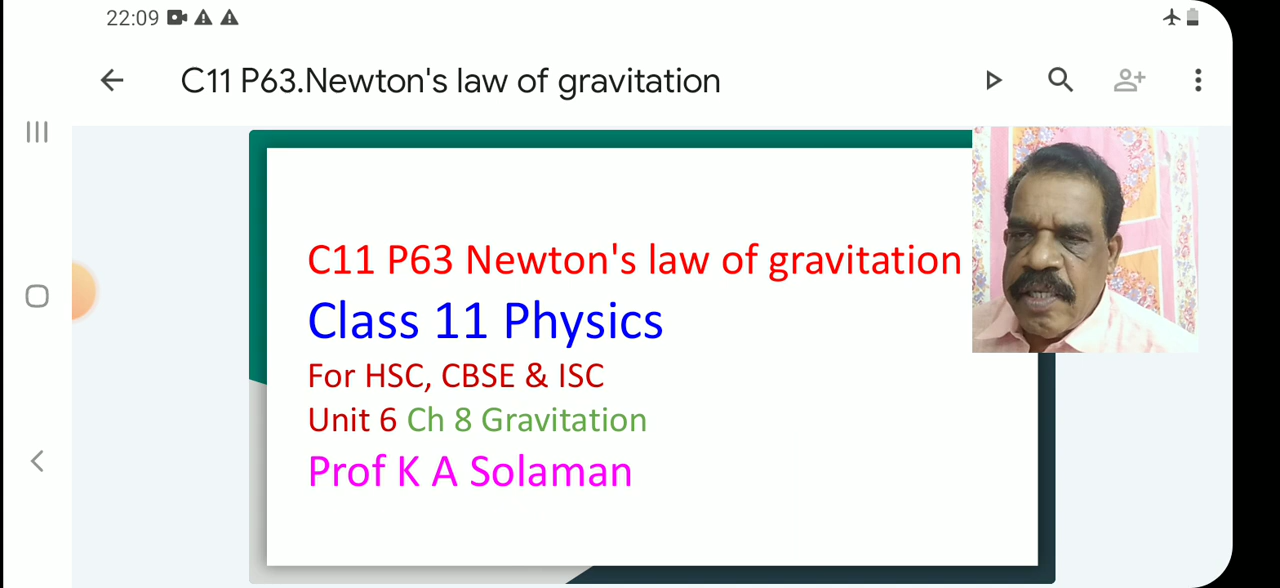 22:09
C11 P63.Newton's law of gravitation
C11 P63 Newton's law of gravitation
Class 11 Physics
For HSC, CBSE & ISC
Unit 6 Ch 8 Gravitation
Prof K A Solaman